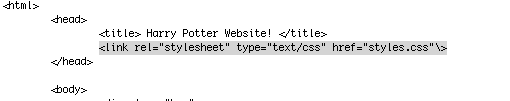 <html>
<head>
<title> Harry Potter Website! </title>
<link rel="stylesheet" type="text/css" href="styles.css"\>
</head>
<body>